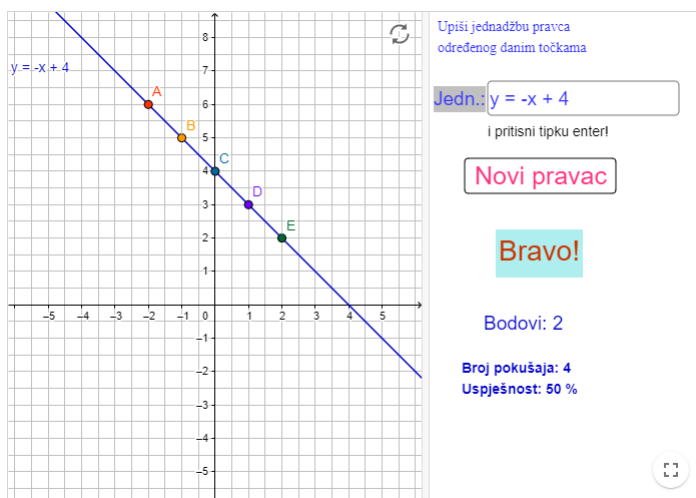 y = -x + 4
A
B
C
D
E
8
7
6
5
4
3
2
1
–5 –4 –3 –2 –1 0 1 2 3 4 5
–1
–2
–3
–4
–5
Upiši jednadžbu pravca
određenog danim točkama
Jedn.: y = -x + 4
i pritisni tipku enter!
Novi pravac
Bravo!
Bodovi: 2
Broj pokušaja: 4
Uspješnost: 50 %